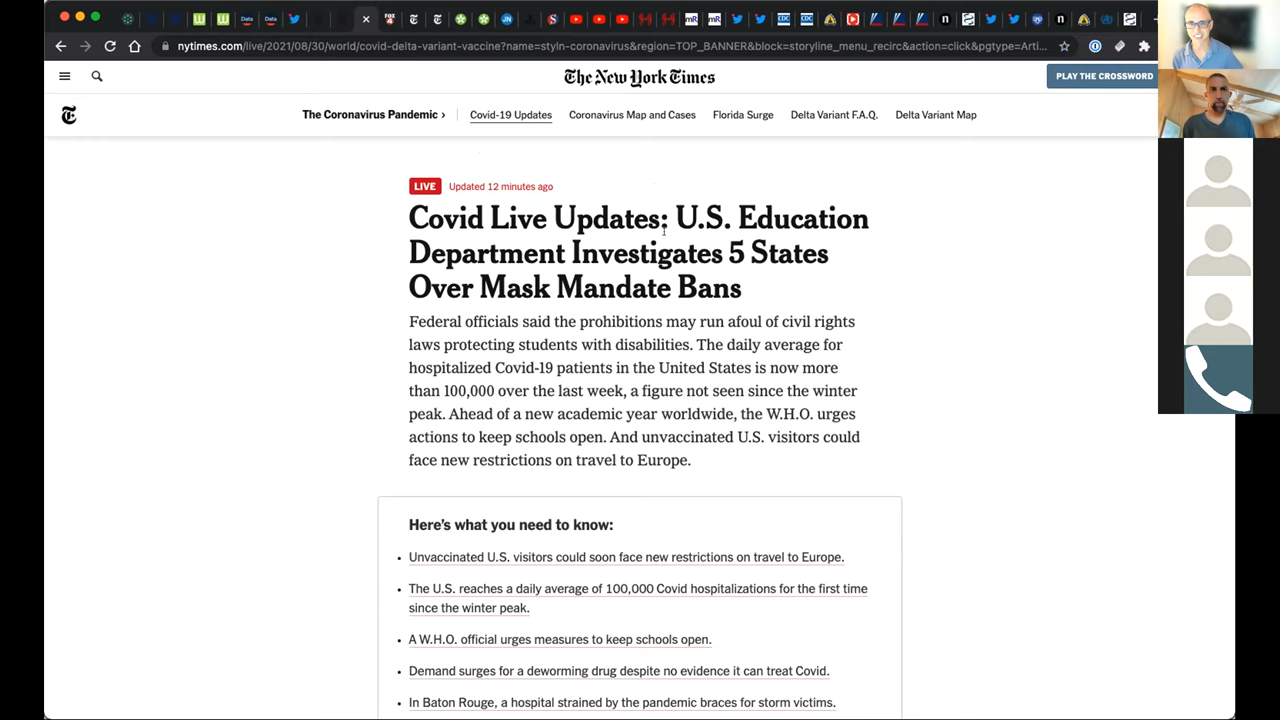 Data
Data
FOX
JN
mR
mR
CDC
CDC
n
n
nytimes.com/live/2021/08/30/world/covid-delta-variant-vaccine?name=styln-coronavirus&region=TOP_BANNER&block=storyline_menu_recirc&action=click&pgtype=Arti...
The New York Times
PLAY THE CROSSWORD
The Coronavirus Pandemic ›
Covid-19 Updates
Coronavirus Map and Cases
Florida Surge
Delta Variant F.A.Q.
Delta Variant Map
LIVE Updated 12 minutes ago
Covid Live Updates: U.S. Education
Department Investigates 5 States
Over Mask Mandate Bans
Federal officials said the prohibitions may run afoul of civil rights
laws protecting students with disabilities. The daily average for
hospitalized Covid-19 patients in the United States is now more
than 100,000 over the last week, a figure not seen since the winter
peak. Ahead of a new academic year worldwide, the W.H.O. urges
actions to keep schools open. And unvaccinated U.S. visitors could
face new restrictions on travel to Europe.
Here's what you need to know:
• Unvaccinated U.S. visitors could soon face new restrictions on travel to Europe.
• The U.S. reaches a daily average of 100,000 Covid hospitalizations for the first time
since the winter peak.
• A W.H.O. official urges measures to keep schools open.
• Demand surges for a deworming drug despite no evidence it can treat Covid.
• In Baton Rouge, a hospital strained by the pandemic braces for storm victims.